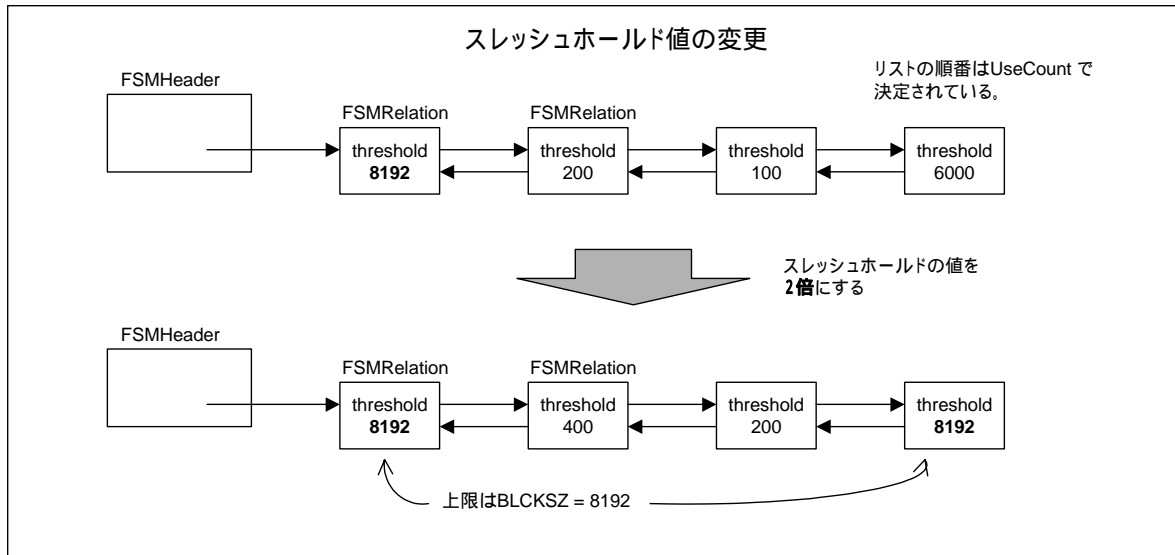 スレッシュホールド値の変更
リストの順番はUseCount で
決定されている。
FSMHeader
FSMRelation
FSMRelation
threshold
8192
threshold
200
threshold
100
threshold
6000
スレッシュホールドの値を
2倍にする
FSMHeader
FSMRelation
FSMRelation
threshold
8192
threshold
400
threshold
200
threshold
8192
上限はBLCKSZ = 8192